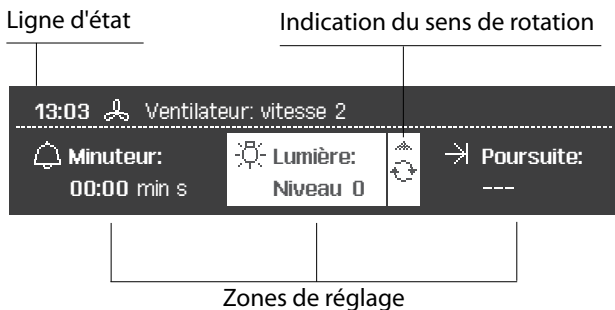 Ligne d'état
Indication du sens de rotation
13:03 Ventilateur: vitesse 2
Minuteur:
00:00 min s
Lumière:
Niveau 0
Poursuite:
---
Zones de réglage